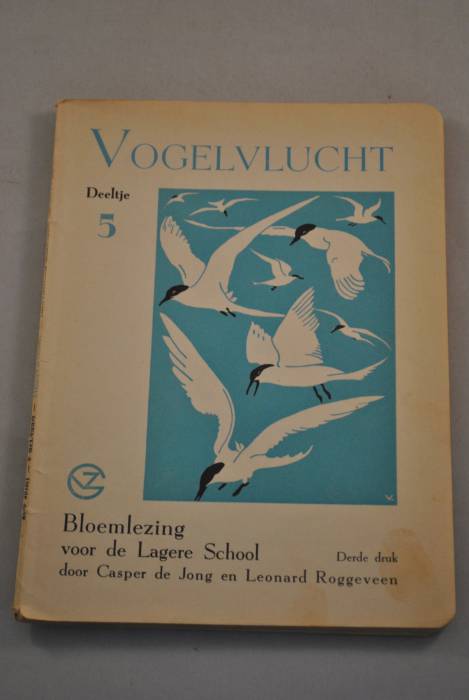 VOGELVLUCHT
Deeltje
5
Bloemlezing
voor de Lagere School
Derde druk
door Casper de Jong en Leonard Roggeveen